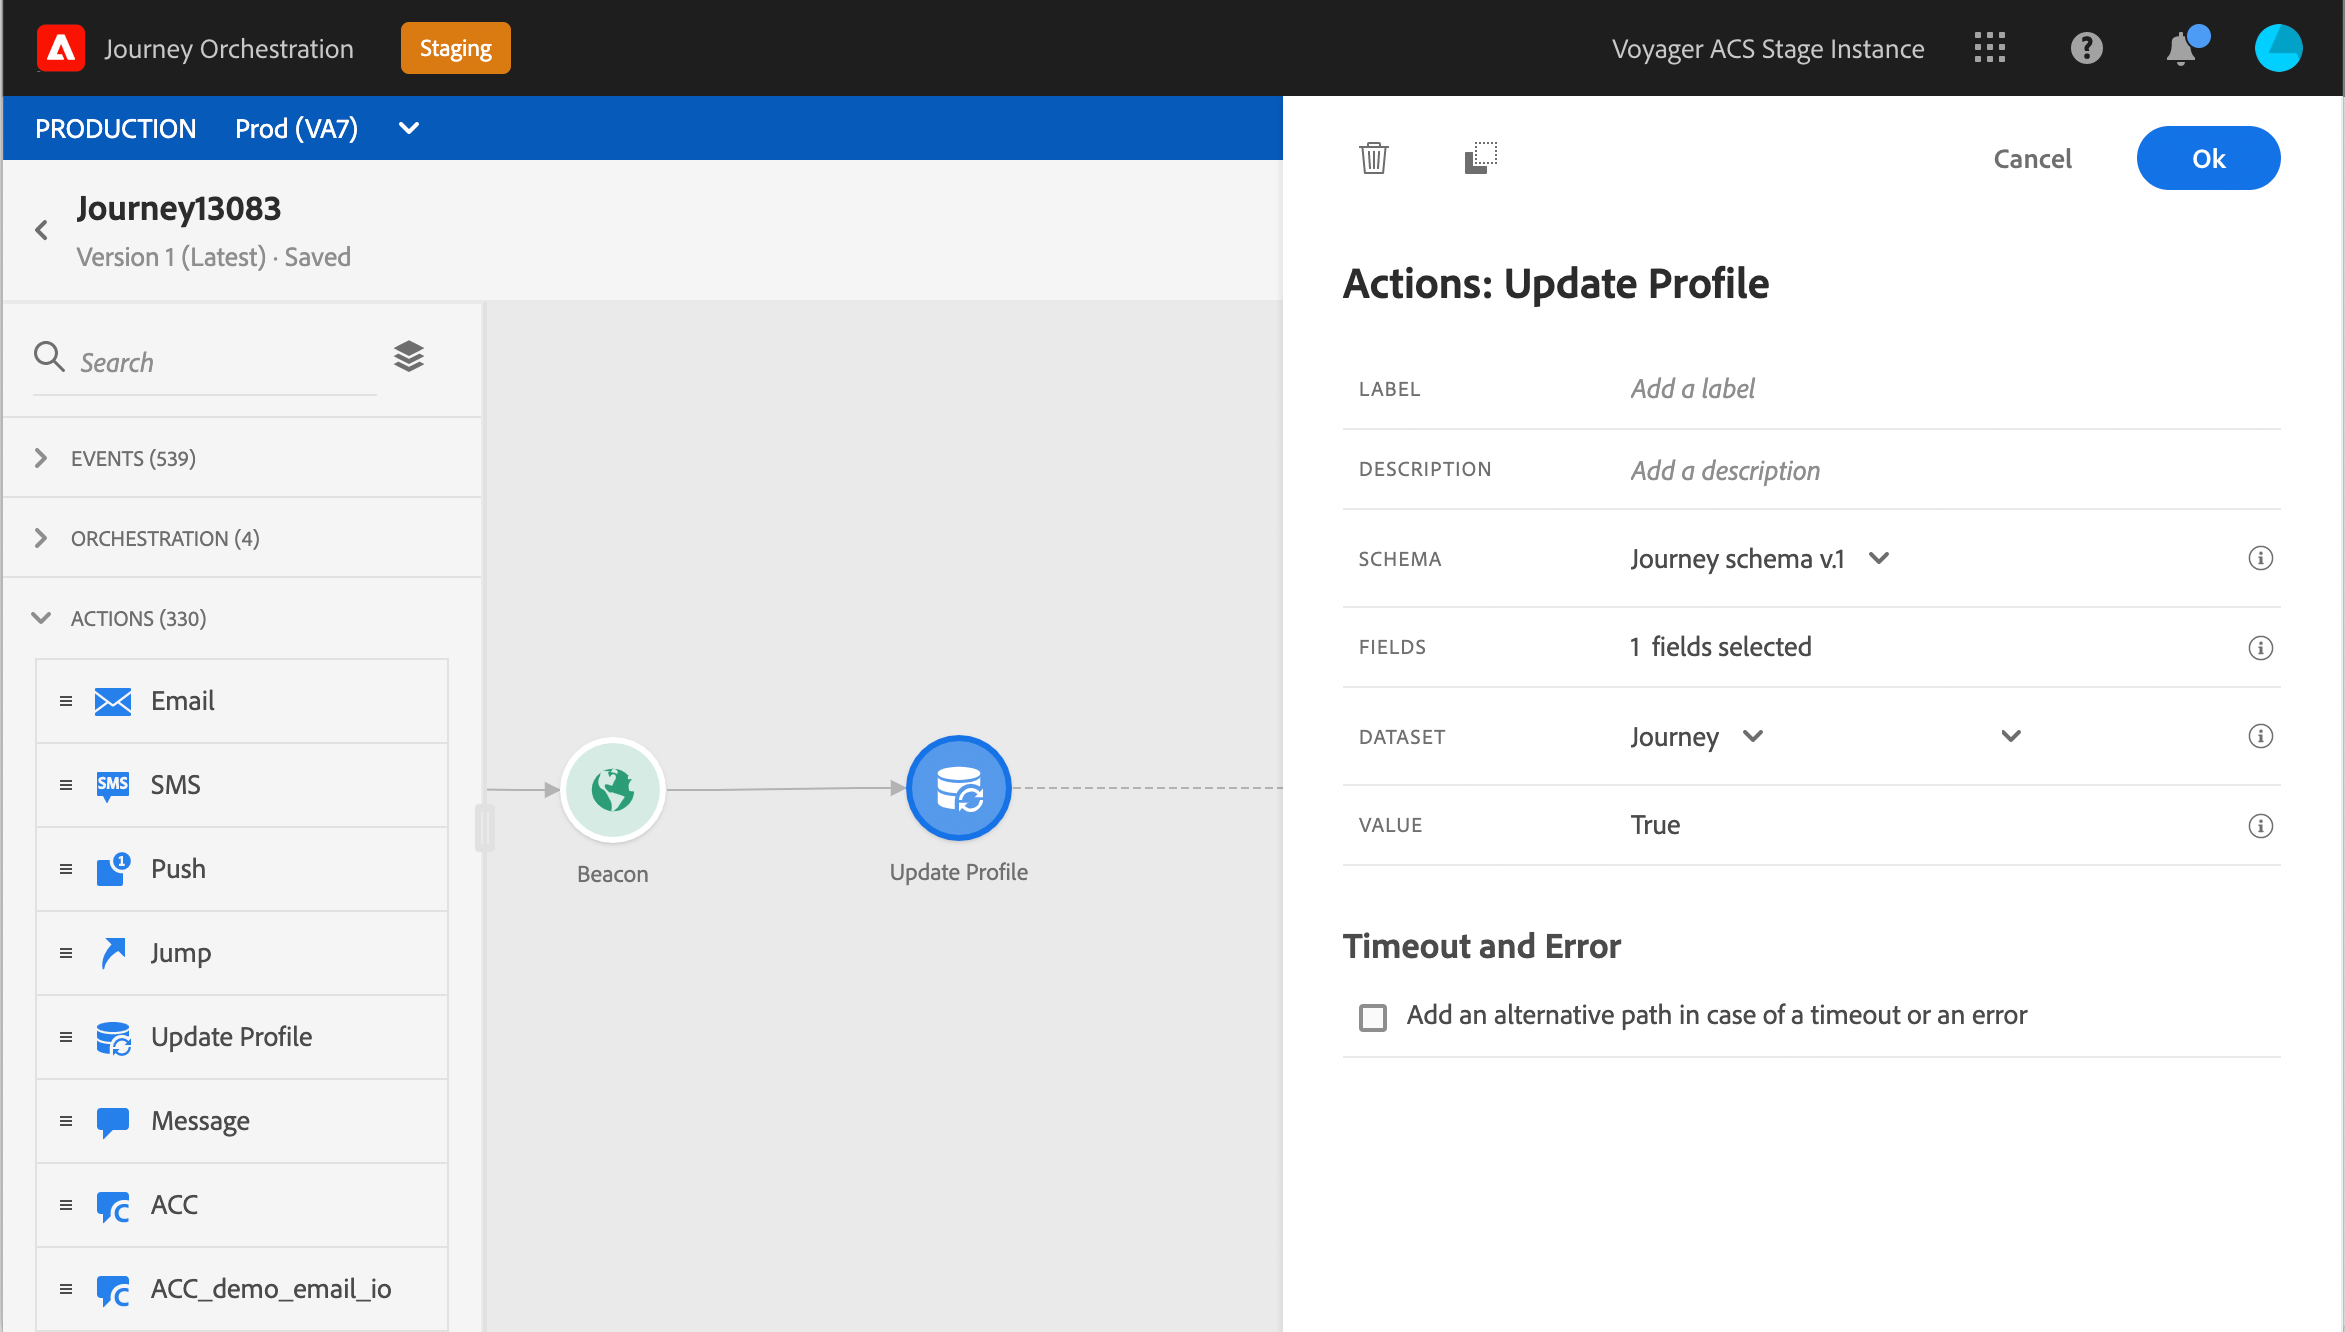 Journey Orchestration
Staging
Voyager ACS Stage Instance
PRODUCTION Prod (VA7)
Journey13083
Version 1 (Latest) · Saved
Search
EVENTS (539)
ORCHESTRATION (4)
ACTIONS (330)
Email
SMS SMS
1 Push
Jump
Update Profile
Message
ACC
ACC_demo_email_io
Beacon
Update Profile
Cancel
Ok
Actions: Update Profile
LABEL Add a label
DESCRIPTION Add a description
SCHEMA Journey schema v.1
FIELDS 1 fields selected
DATASET Journey
VALUE True
Timeout and Error
Add an alternative path in case of a timeout or an error